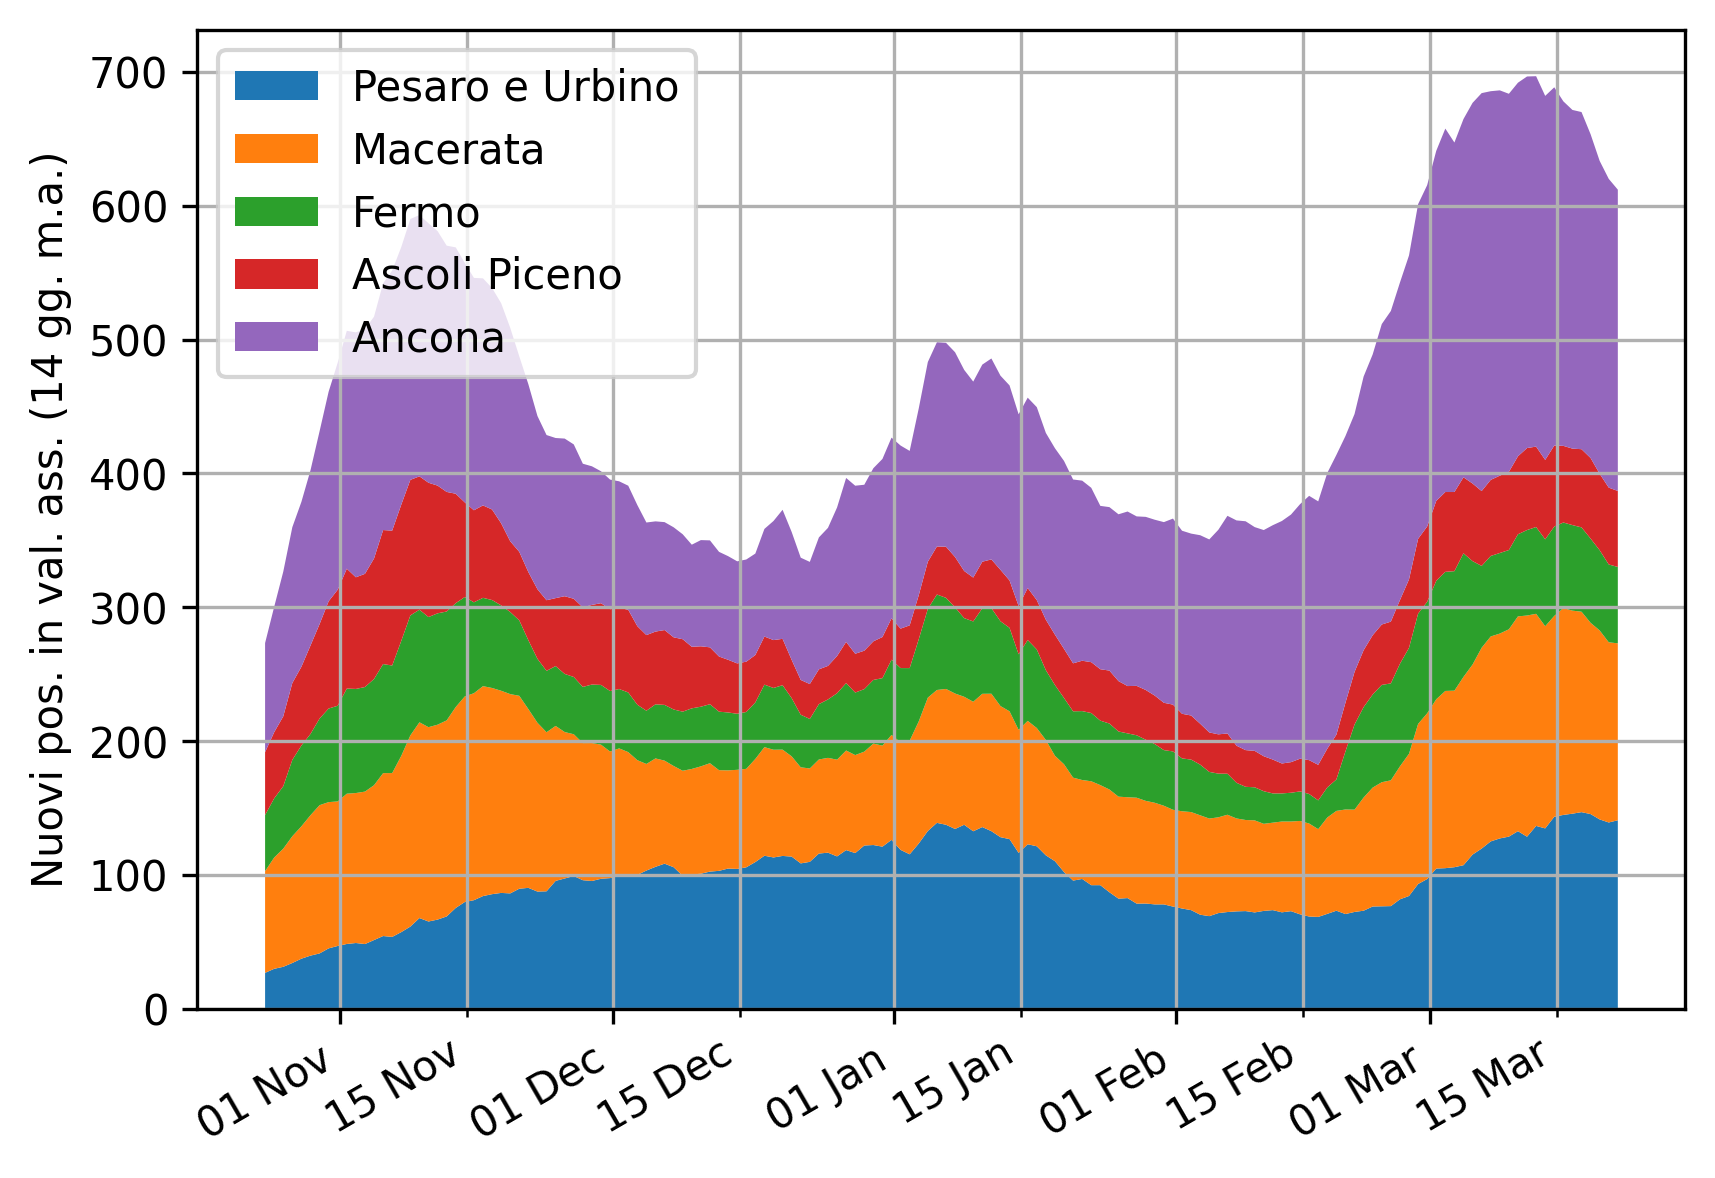 Nuovi pos. in val. ass. (14 gg. m.a.)
700
600
500
400
300
200
100
0
Pesaro e Urbino
Macerata
Fermo
Ascoli Piceno
Ancona
01 Nov
15 Nov
01 Dec
15 Dec
01 Jan
15 Jan
01 Feb
15 Feb
01 Mar
15 Mar